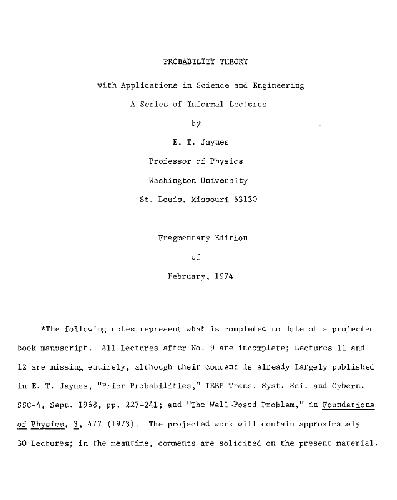 PROBABILITY THEORY
With Applications in Science and Engineering
A Series of Informal Lectures
by
E. T. Jaynes
Professor of Physics
Washington University
St. Louis, Missouri 63130
Fragmentary Edition
of
February, 1974
*The following notes represent what is completed to date of a projected
book manuscript. All Lectures after No. 9 are incomplete; Lectures 11 and
12 are missing entirely, although their content is already largely published
in E. T. Jaynes, "Prior Probabilities," IEEE Trans. Syst. Sci. and Cybern.
SSC-4, Sept. 1968, pp. 227-241; and "The Well-Posed Problem," in Foundations
of Physics, 3, 477 (1973). The projected work will contain approximately
30 Lectures; in the meantime, comments are solicited on the present material.